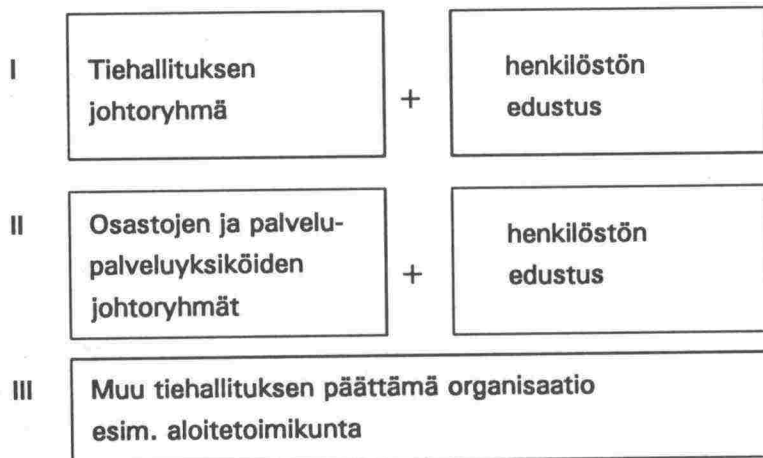 I Tiehallituksen johtoryhmä + henkilöstön edustus
II Osastojen ja palvelu-
palveluyksiköiden
johtoryhmät + henkilöstön edustus
III Muu tiehallituksen päättämä organisaatio
esim. aloitetoimikunta